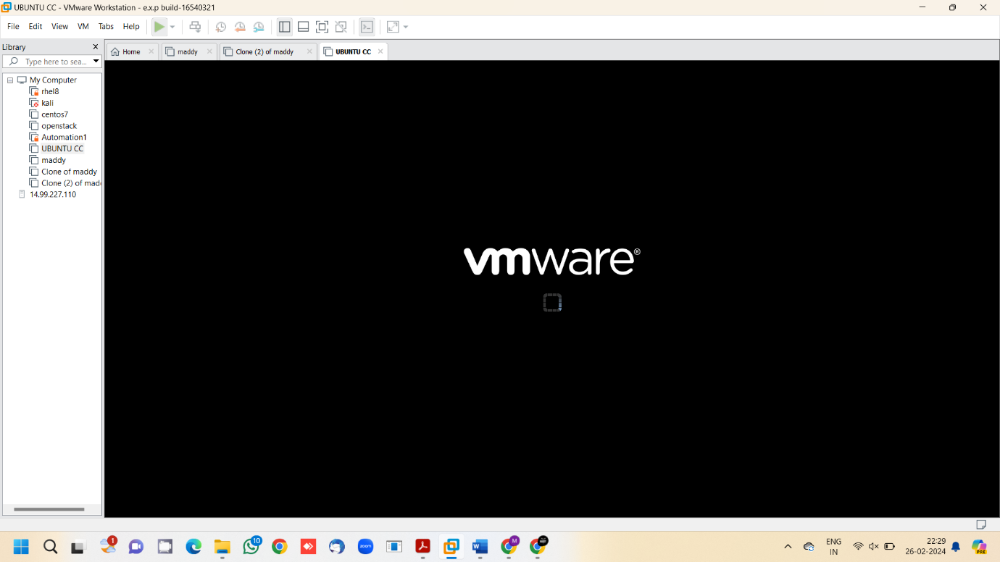 UBUNTU CC - VMware Workstation - e.x.p build-16540321
File Edit View VM Tabs Help
Library
Home maddy Clone (2) of maddy UBUNTU CC
Type here to sea...
My Computer
rhel8
kali
centos7
openstack
Automation1
UBUNTU CC
maddy
Clone of maddy
Clone (2) of madd
14.99.227.110
vmware®
1
10
zoom
W
M
ENG
IN
22:29
26-02-2024
PRE